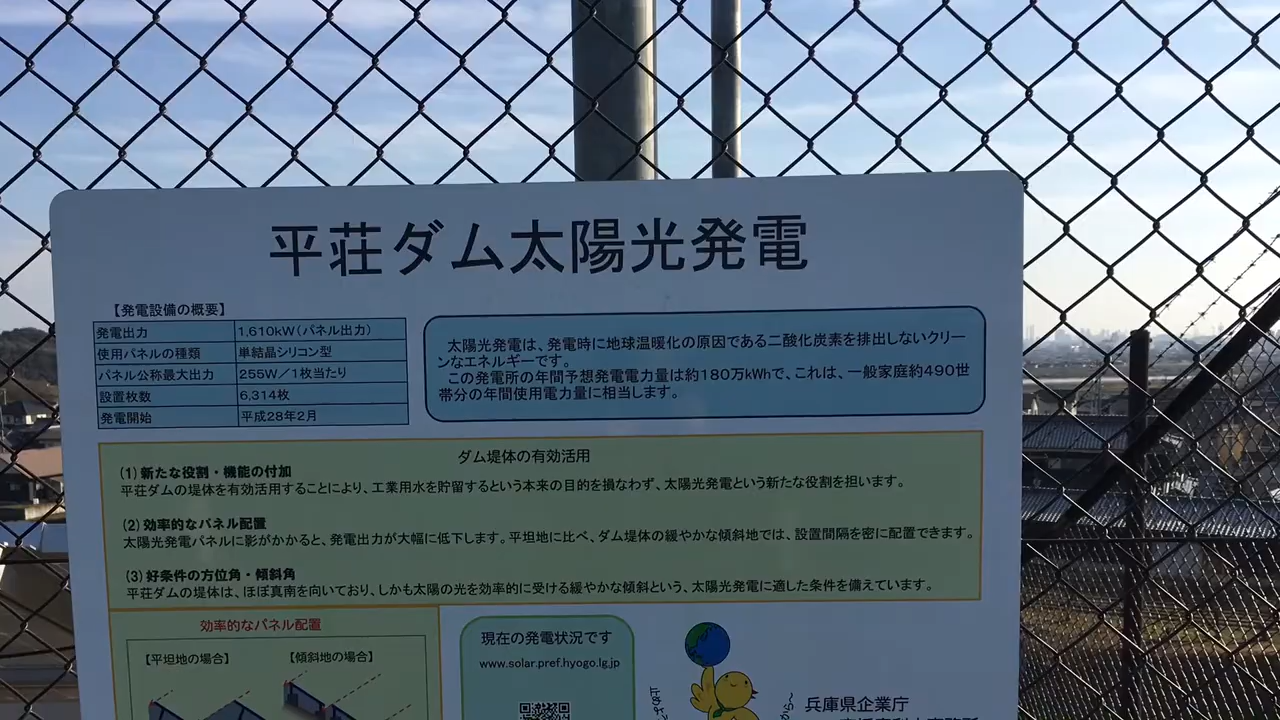 平荘ダム太陽光発電
【発電設備の概要】
発電出力 1,610kW(パネル出力)
使用パネルの種類 単結晶シリコン型
パネル公称最大出力 255W／1枚当たり
設置枚数 6,314枚
発電開始 平成28年2月
太陽光発電は、発電時に地球温暖化の原因である二酸化炭素を排出しないクリー
ンなエネルギーです。
この発電所の年間予想発電電力量は約180万kWhで、これは、一般家庭約490世
帯分の年間使用電力量に相当します。
ダム堤体の有効活用
(1) 新たな役割・機能の付加
平荘ダムの堤体を有効活用することにより、工業用水を貯留するという本来の目的を損なわず、太陽光発電という新たな役割を担います。
(2) 効率的なパネル配置
太陽光発電パネルに影がかかると、発電出力が大幅に低下します。平坦地に比べ、ダム堤体の緩やかな傾斜地では、設置間隔を密に配置できます。
(3) 好条件の方位角・傾斜角
平荘ダムの堤体は、ほぼ真南を向いており、しかも太陽の光を効率的に受ける緩やかな傾斜という、太陽光発電に適した条件を備えています。
効率的なパネル配置
【平坦地の場合】 【傾斜地の場合】
現在の発電状況です
www.solar.pref.hyogo.lg.jp
兵庫県企業庁